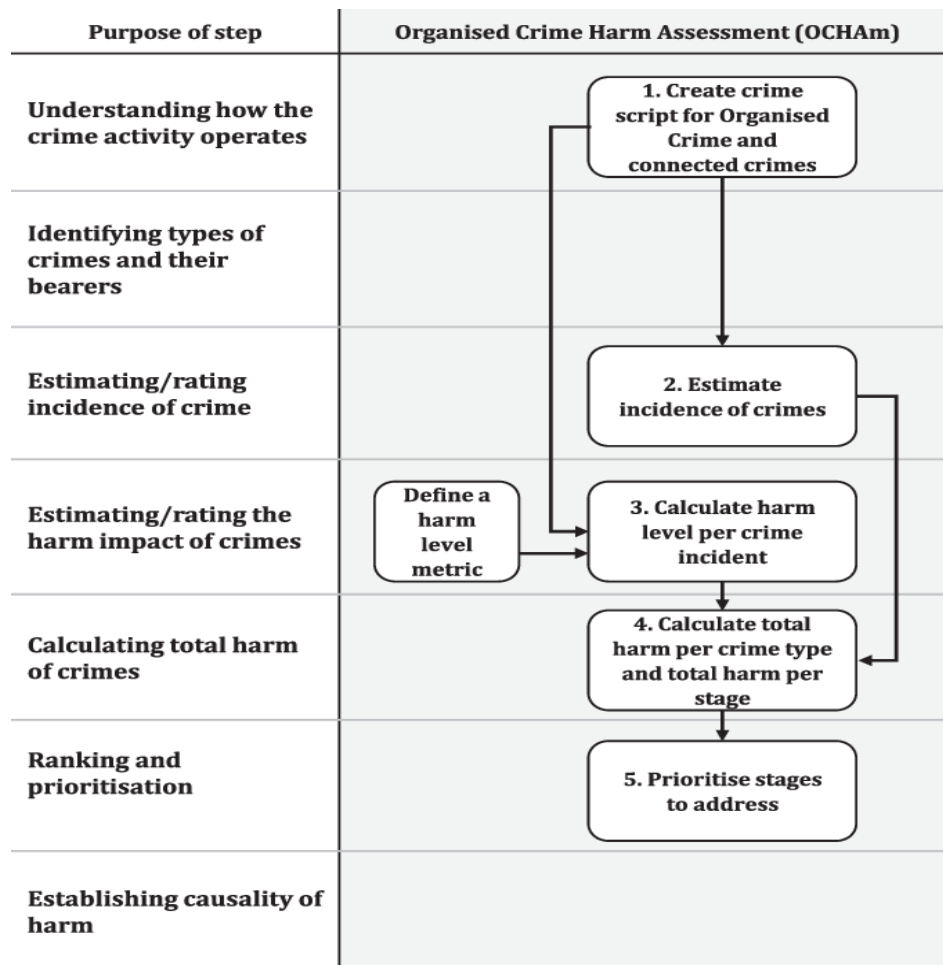 Purpose of step
Organised Crime Harm Assessment (OCHAm)
Understanding how the
crime activity operates
1. Create crime
script for Organised
Crime and
connected crimes
Identifying types of
crimes and their
bearers
Estimating/rating
incidence of crime
2. Estimate
incidence of crimes
Estimating/rating the
harm impact of crimes
Define a
harm
level
metric
3. Calculate harm
level per crime
incident
Calculating total harm
of crimes
4. Calculate total
harm per crime type
and total harm per
stage
Ranking and
prioritisation
5. Prioritise stages
to address
Establishing causality of
harm